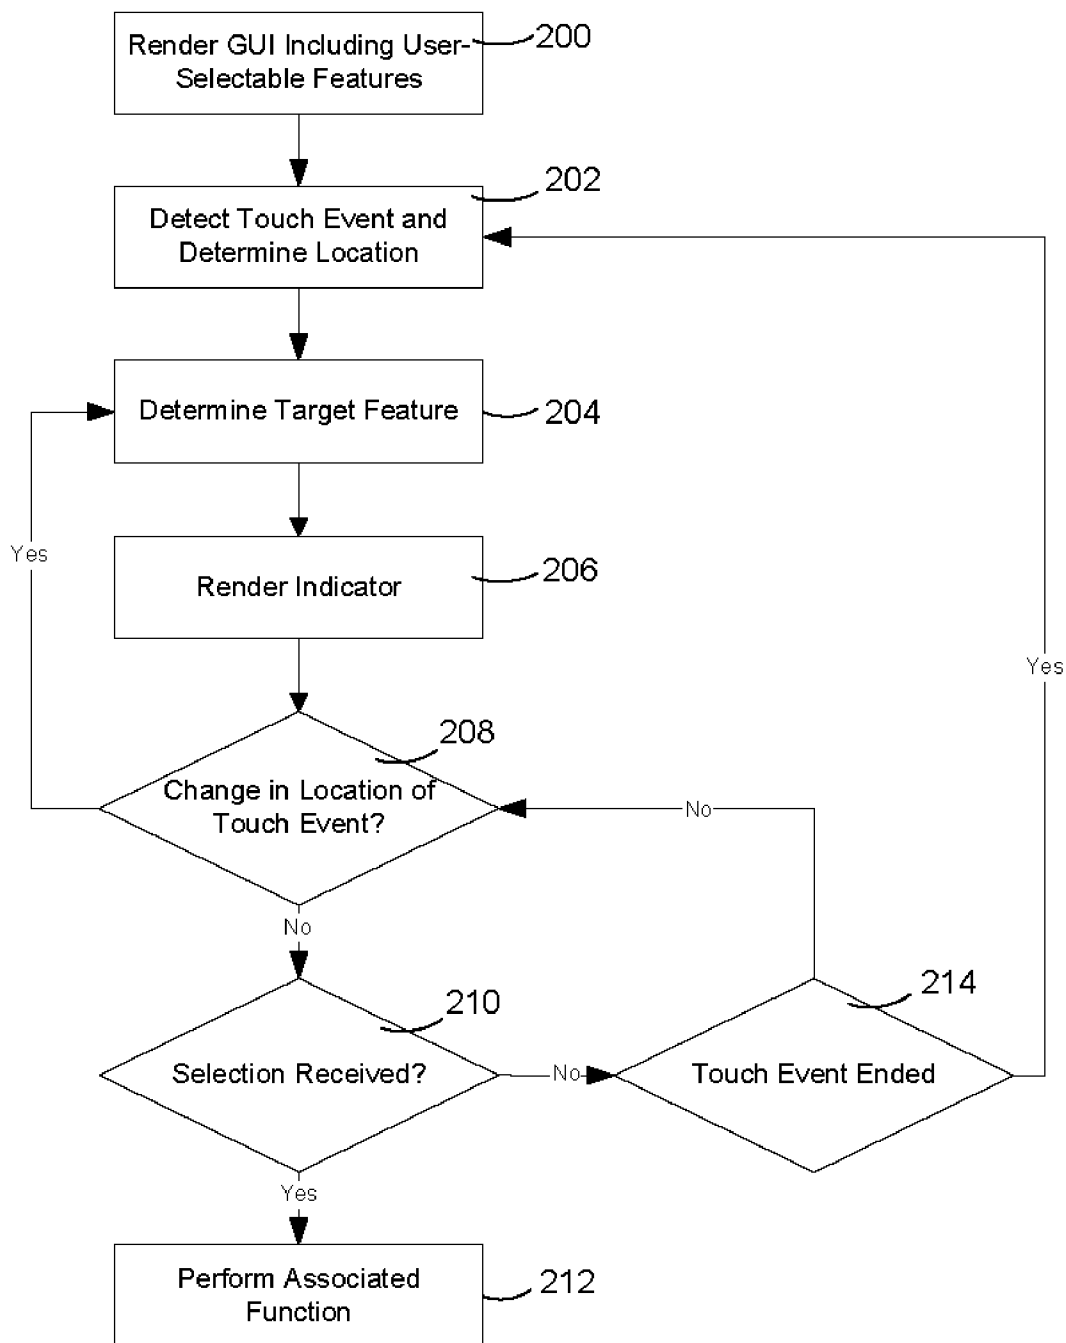 Render GUI Including User-
Selectable Features
200
Detect Touch Event and
Determine Location
202
Determine Target Feature
204
Yes
Render Indicator
206
Yes
Change in Location of
Touch Event?
208
No
No
Selection Received?
210
No
Touch Event Ended
214
Yes
Perform Associated
Function
212